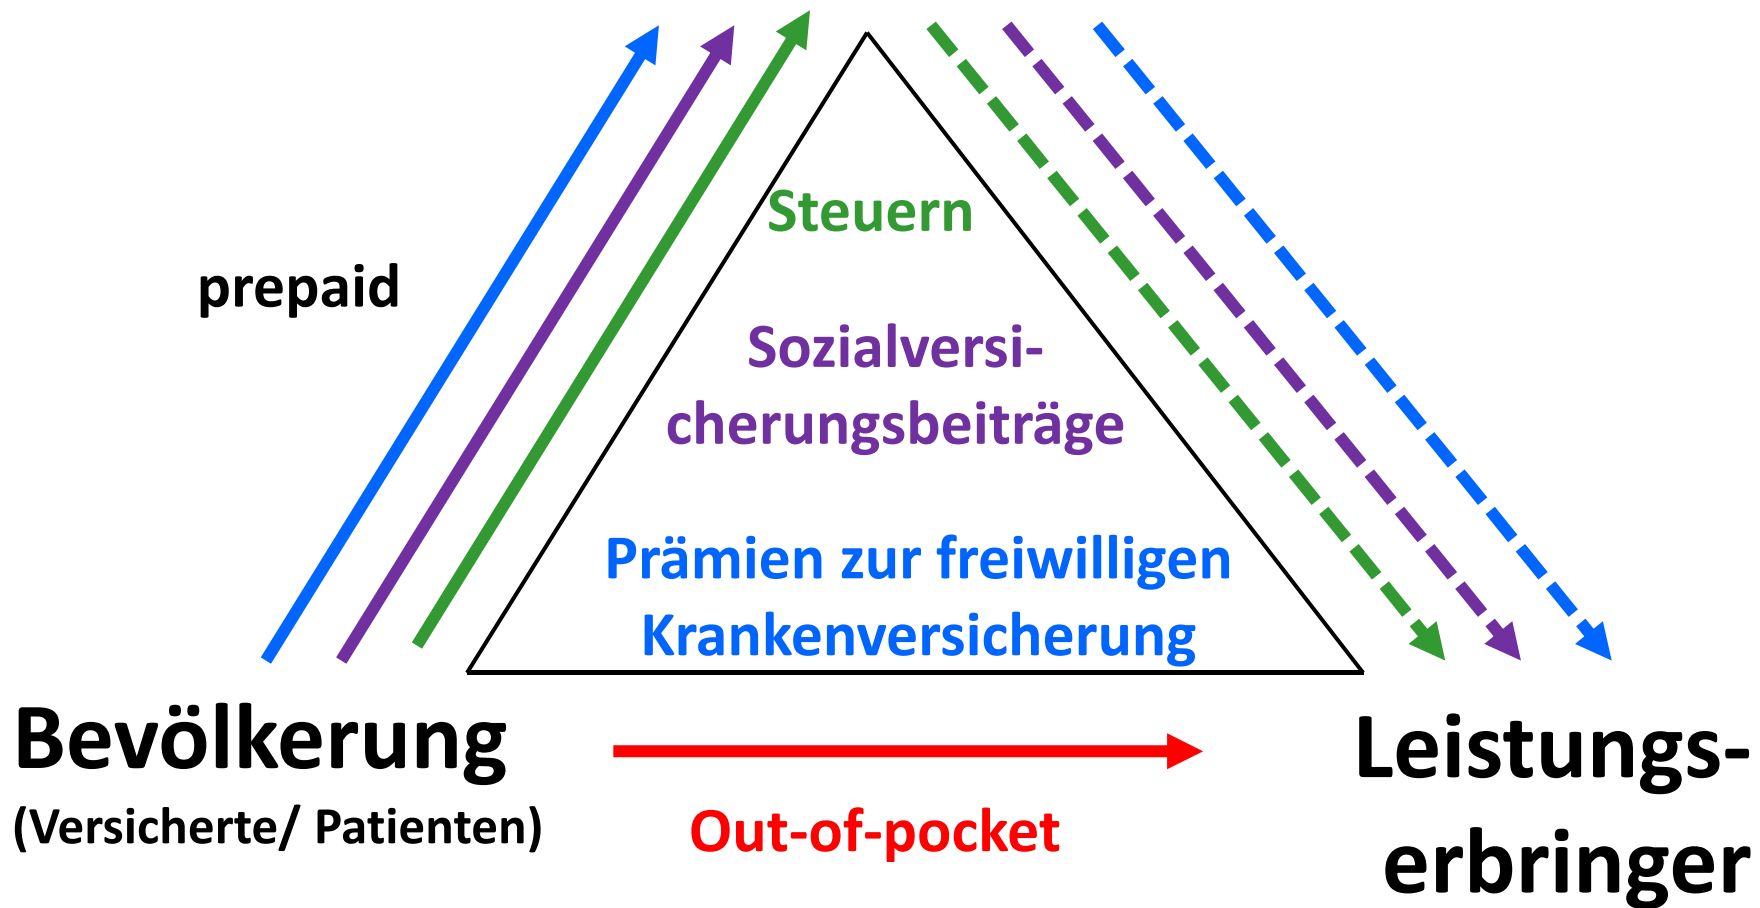 Steuern
prepaid
Sozialversi-
cherungsbeiträge
Prämien zur freiwilligen
Krankenversicherung
Bevölkerung
(Versicherte/ Patienten)
Out-of-pocket
Leistungs-
erbringer